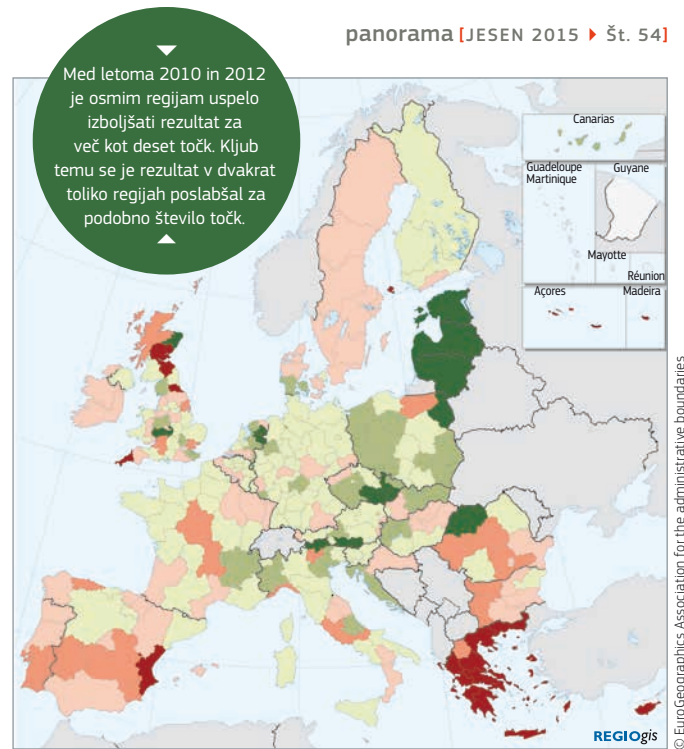 panorama [JESEN 2015 ▸ Št. 54]
Med letoma 2010 in 2012
je osmim regijam uspelo
izboljšati rezultat za
več kot deset točk. Kljub
temu se je rezultat v dvakrat
toliko regijah poslabšal za
podobno število točk.
Canarias
Guadeloupe
Martinique
Guyane
Mayotte
Réunion
Açores
Madeira
REGIOgis
© EuroGeographics Association for the administrative boundaries